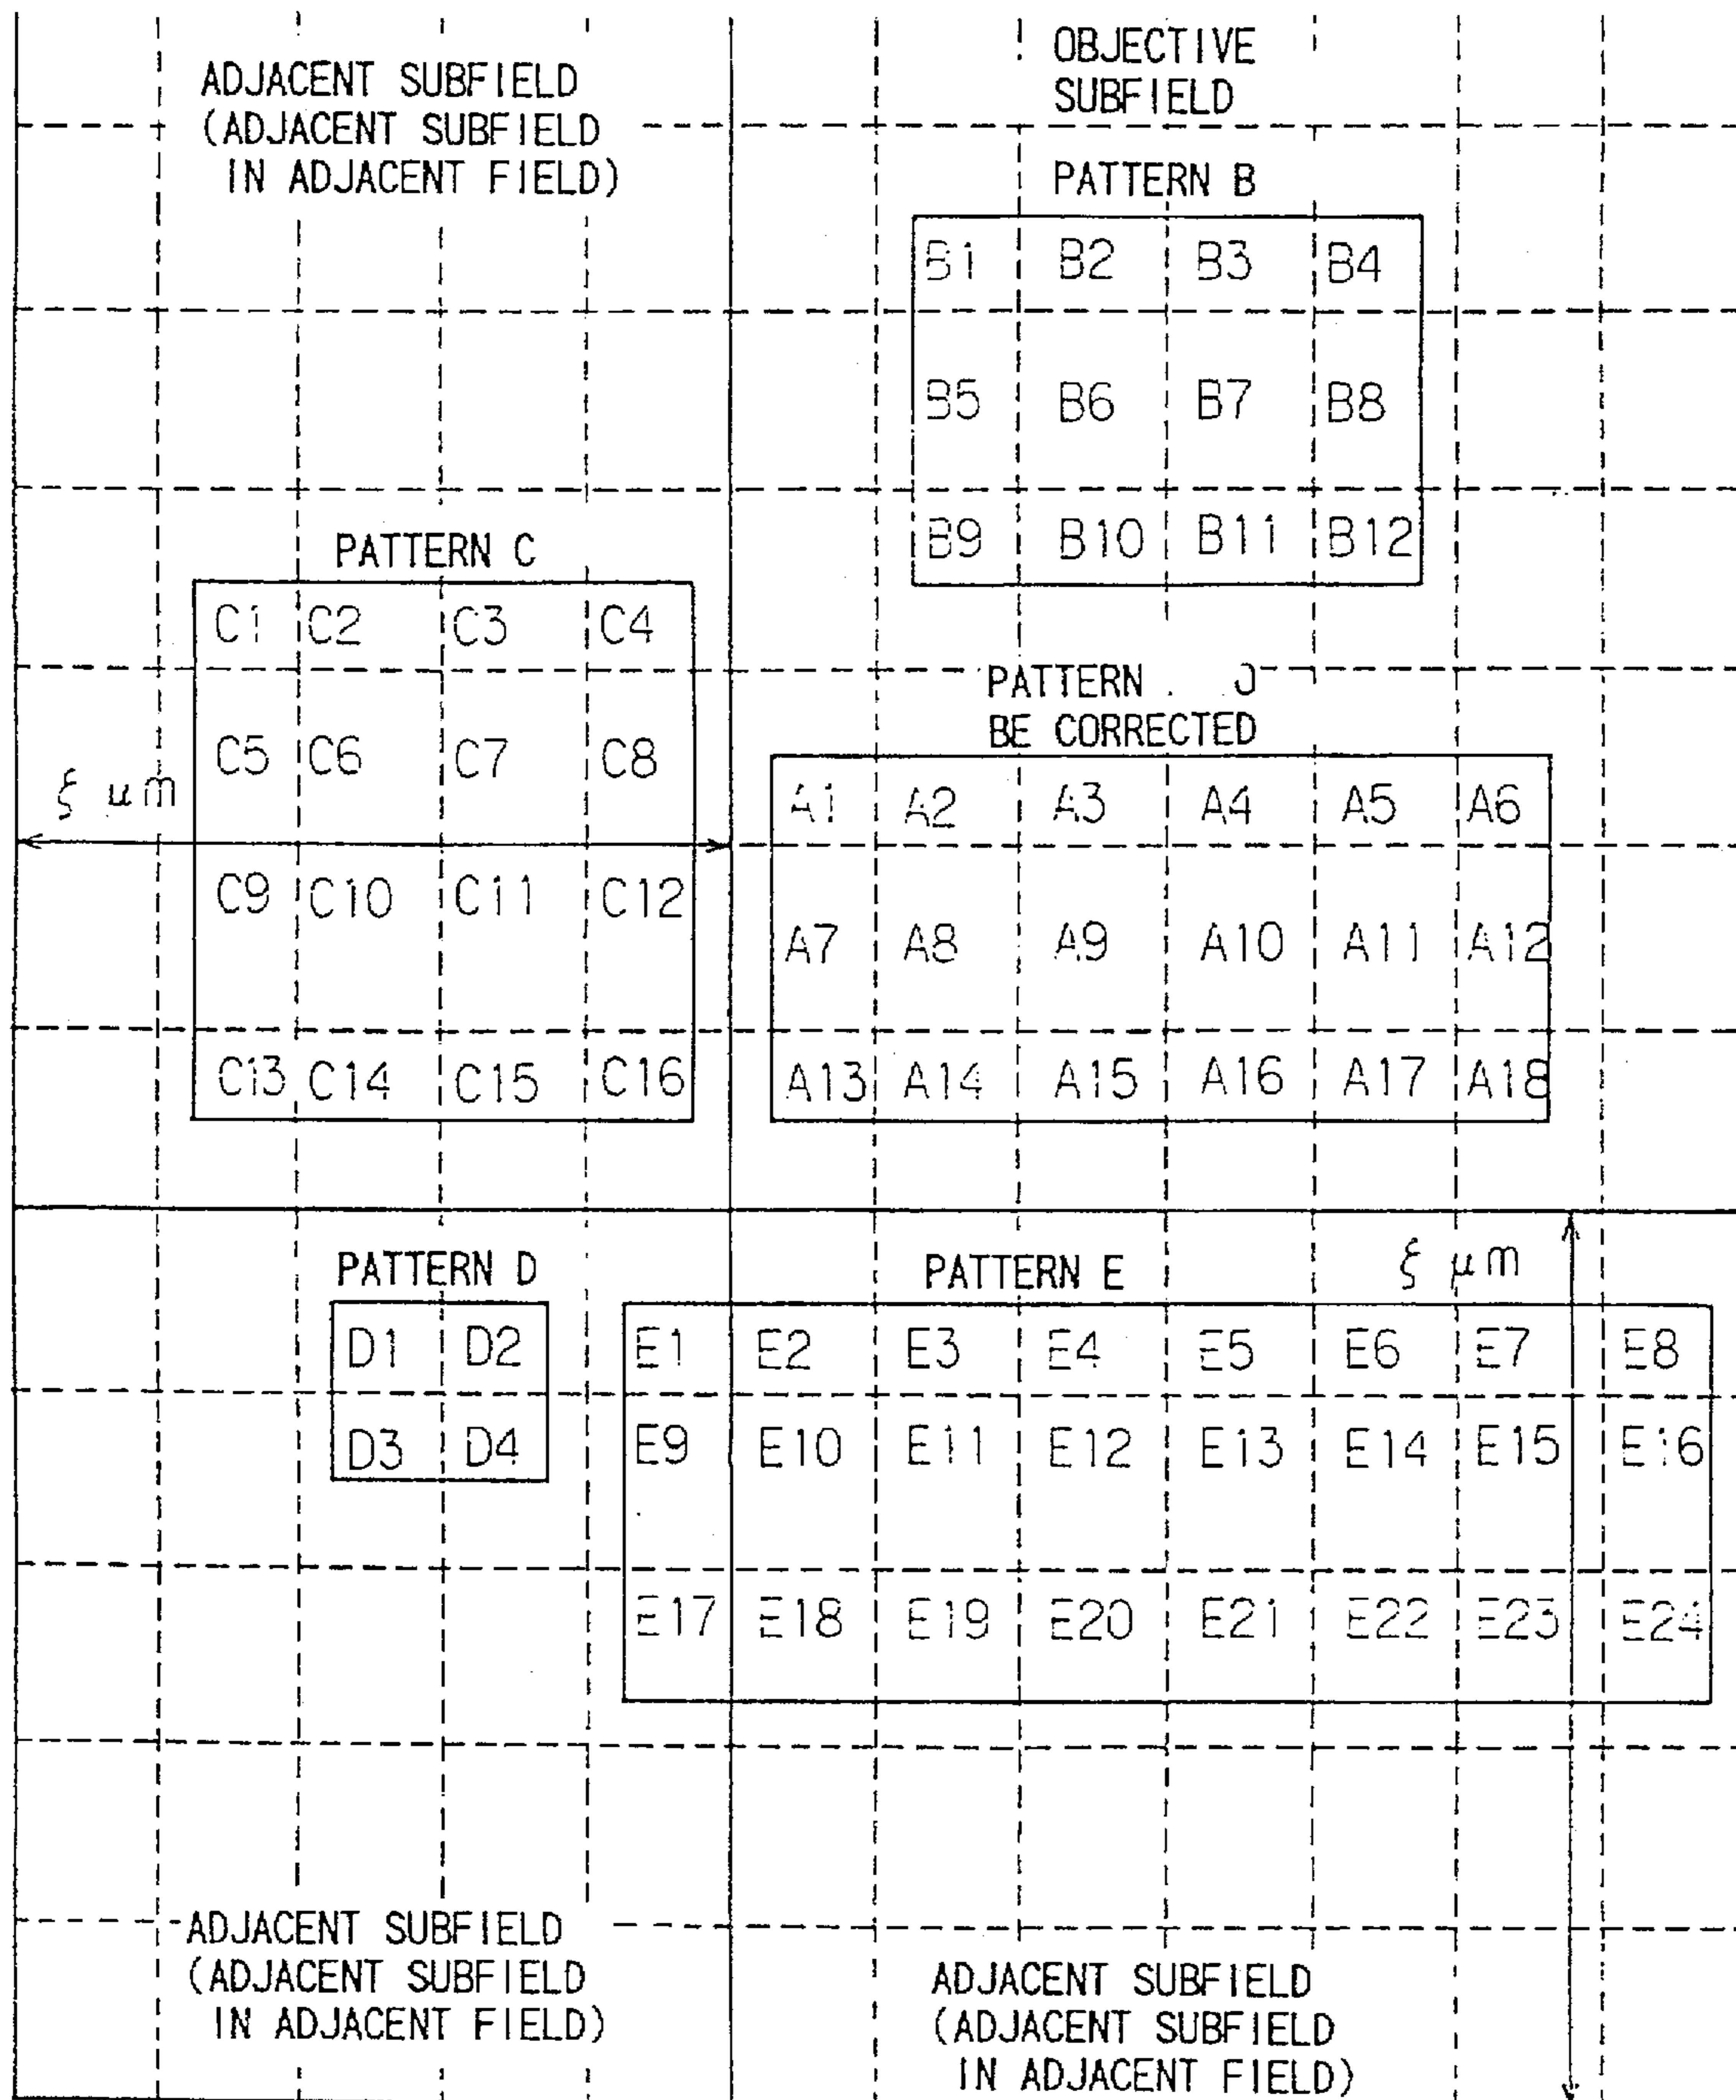 ADJACENT SUBFIELD
(ADJACENT SUBFIELD
IN ADJACENT FIELD)
OBJECTIVE
SUBFIELD
PATTERN B
B1 B2 B3 B4
B5 B6 B7 B8
B9 B10 B11 B12
PATTERN C
C1 C2 C3 C4
C5 C6 C7 C8
C9 C10 C11 C12
C13 C14 C15 C16
ξ μm
PATTERN
BE CORRECTED
A1 A2 A3 A4 A5 A6
A7 A8 A9 A10 A11 A12
A13 A14 A15 A16 A17 A18
PATTERN D
D1 D2
D3 D4
PATTERN E
ξ μm
E1 E2 E3 E4 E5 E6 E7 E8
E9 E10 E11 E12 E13 E14 E15 E16
E17 E18 E19 E20 E21 E22 E23 E24
ADJACENT SUBFIELD
(ADJACENT SUBFIELD
IN ADJACENT FIELD)
ADJACENT SUBFIELD
(ADJACENT SUBFIELD
IN ADJACENT FIELD)